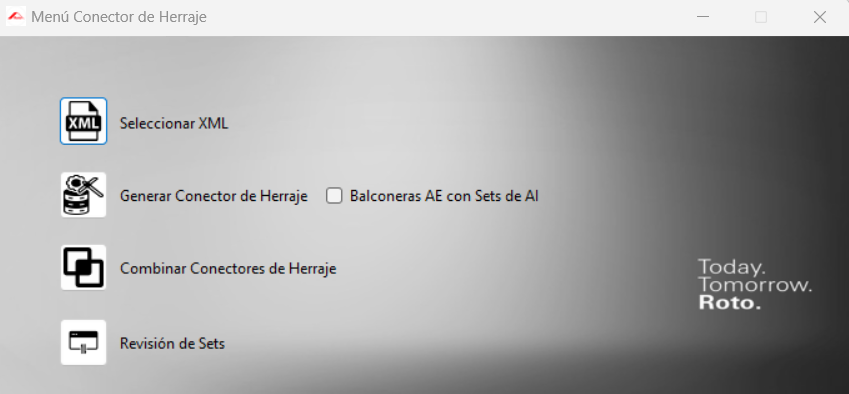 Menú Conector de Herraje
XML
Seleccionar XML
Generar Conector de Herraje
Balconeras AE con Sets de AI
Combinar Conectores de Herraje
Today.
Tomorrow.
Roto.
Revisión de Sets